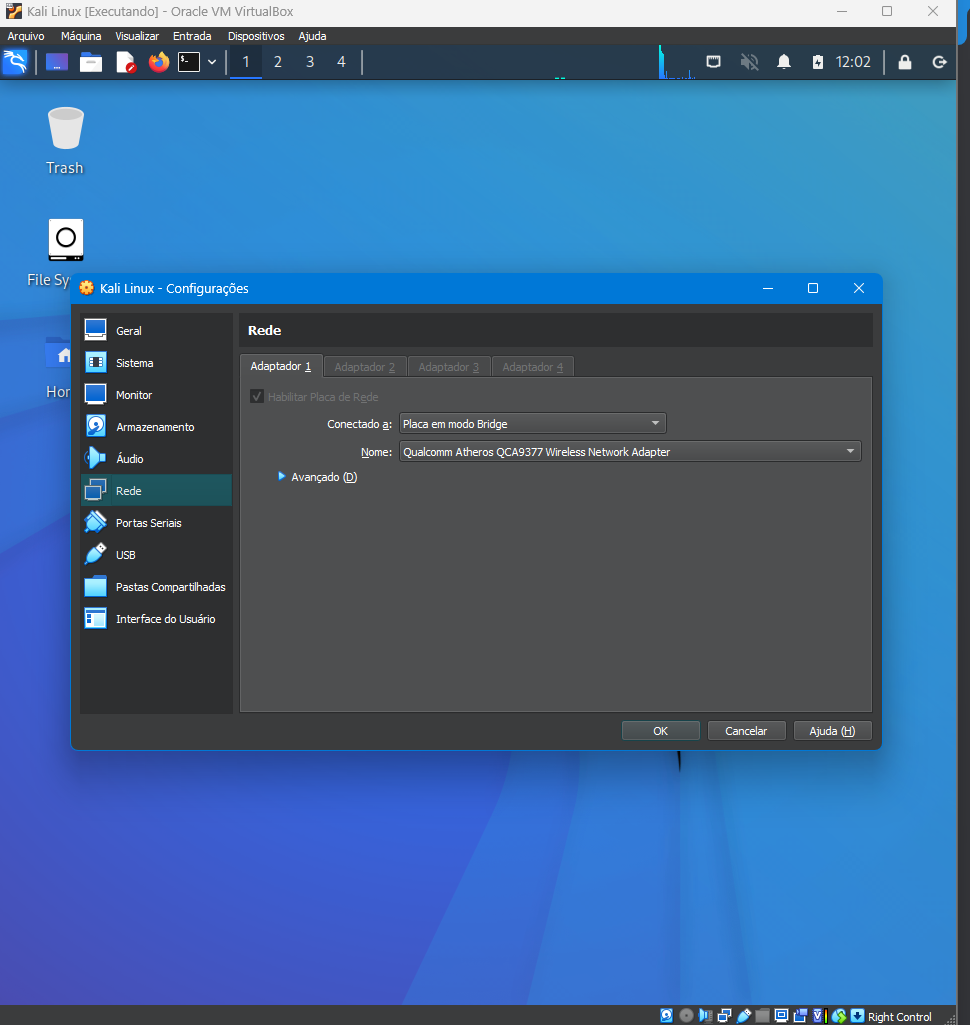 Kali Linux [Executando] - Oracle VM VirtualBox
Arquivo Máquina Visualizar Entrada Dispositivos Ajuda
1 2 3 4 12:02
Trash
File Sy
Kali Linux - Configurações
Geral
Sistema
Monitor
Armazenamento
Áudio
Rede
Portas Seriais
USB
Pastas Compartilhadas
Interface do Usuário
Rede
Adaptador 1 Adaptador 2 Adaptador 3 Adaptador 4
Habilitar Placa de Rede
Conectado a: Placa em modo Bridge
Nome: Qualcomm Atheros QCA9377 Wireless Network Adapter
Avançado (D)
Hor
OK Cancelar Ajuda (H)
Right Control